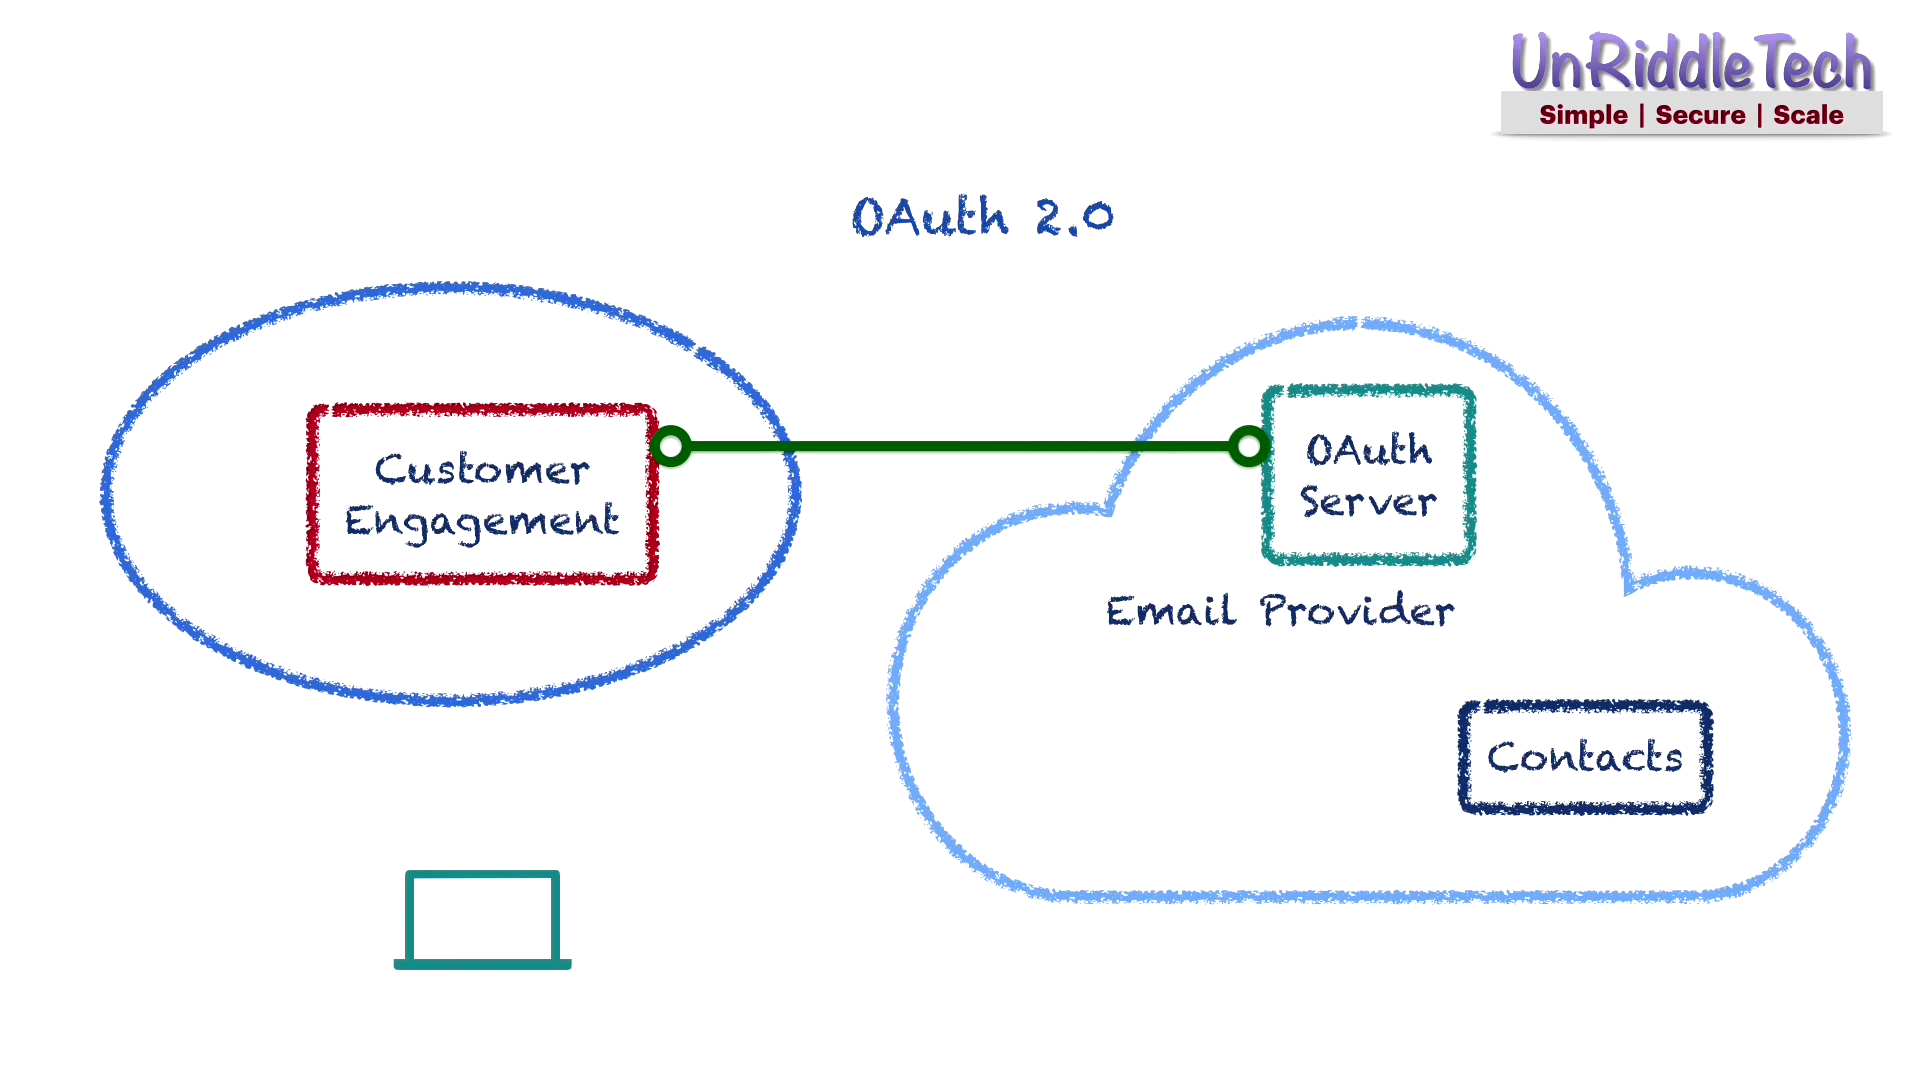 UnRiddleTech
Simple | Secure | Scale
OAuth 2.0
Customer
Engagement
OAuth
Server
Email Provider
Contacts